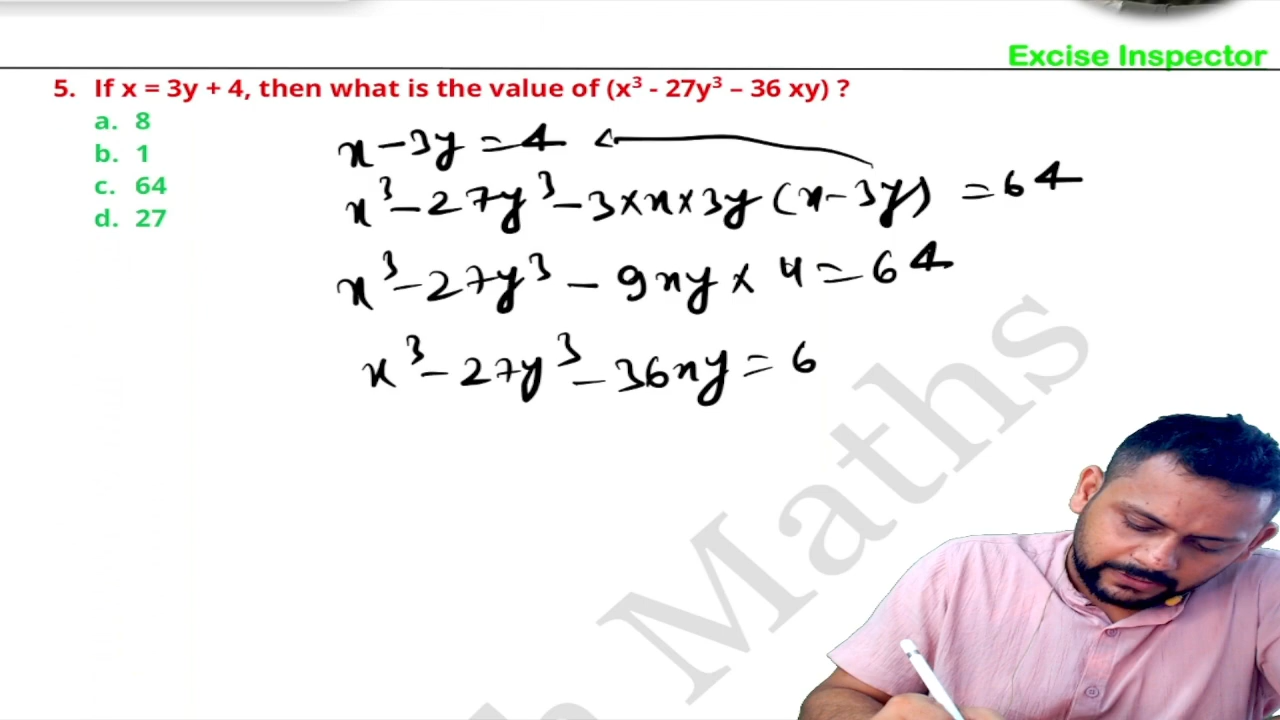 Excise Inspector
5. If x = 3y + 4, then what is the value of (x³ - 27y³ – 36 xy) ?
a. 8
b. 1
c. 64
d. 27
x - 3y = 4
x³ - 27y³ - 3 × x × 3y (x - 3y) = 64
x³ - 27y³ - 9xy × 4 = 64
x³ - 27y³ - 36xy = 6
h Maths